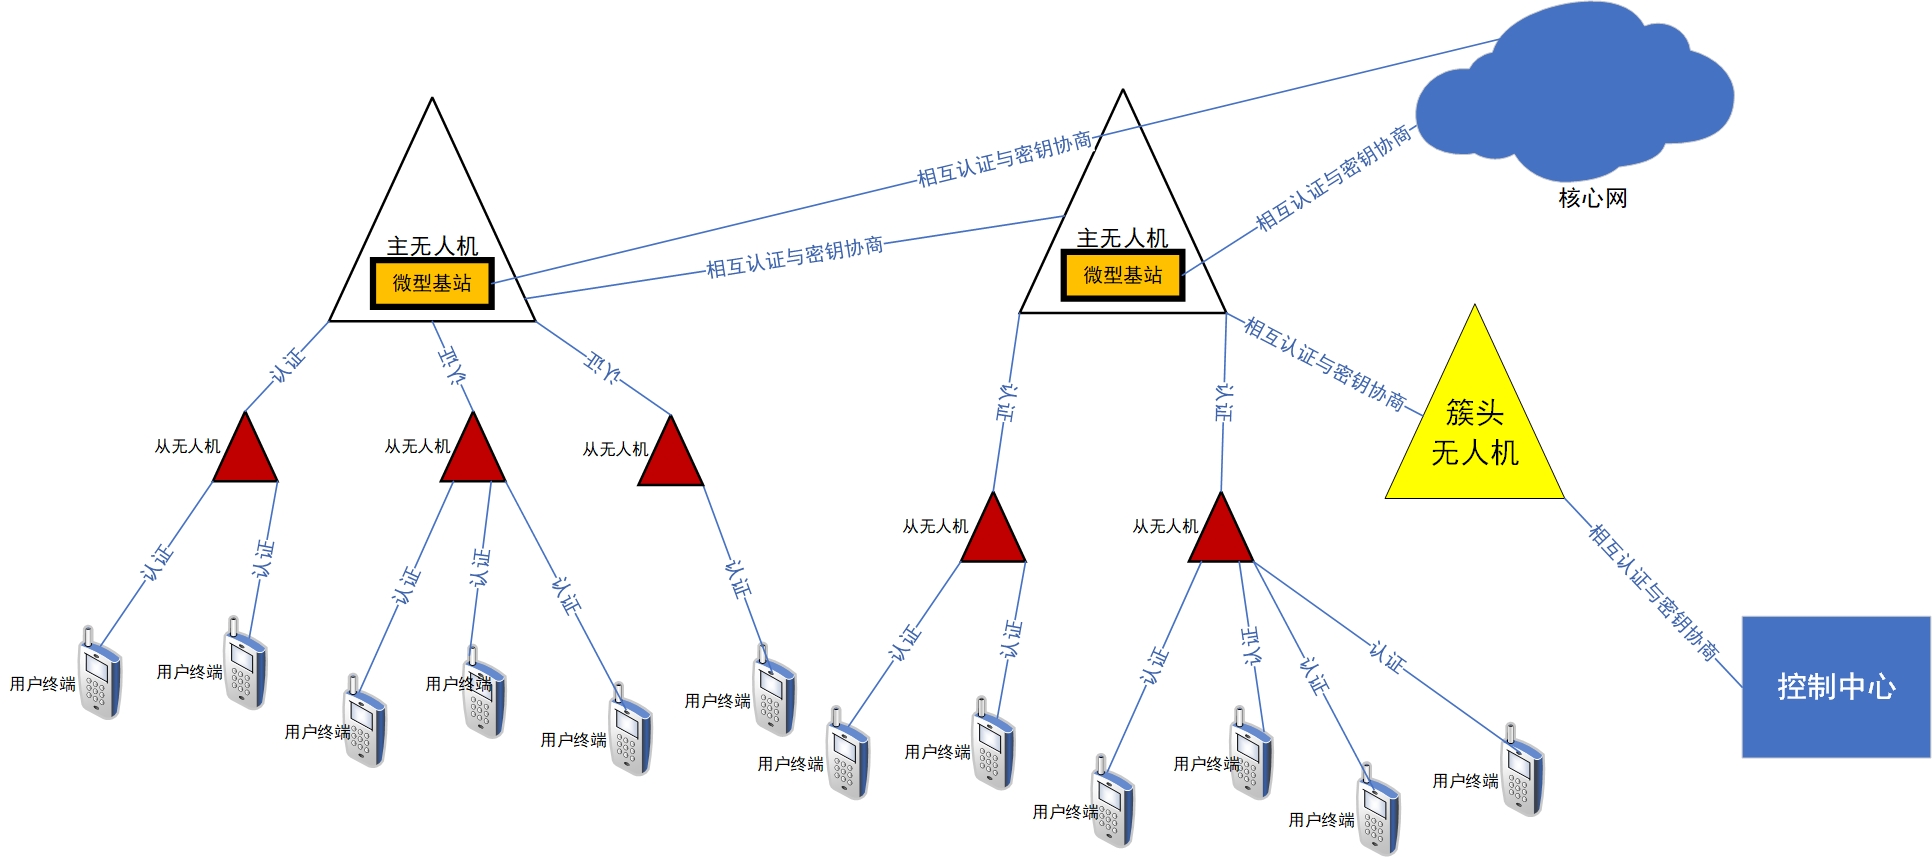 相互认证与密钥协商
相互认证与密钥协商
核心网
主无人机
微型基站
相互认证与密钥协商
主无人机
微型基站
相互认证与密钥协商
认证
认证
认证
认证
认证
簇头
无人机
从无人机
从无人机
从无人机
从无人机
从无人机
相互认证与密钥协商
认证
认证
认证
认证
认证
认证
认证
认证
认证
认证
认证
认证
用户终端
用户终端
用户终端
用户终端
用户终端
用户终端
用户终端
用户终端
用户终端
用户终端
用户终端
用户终端
控制中心